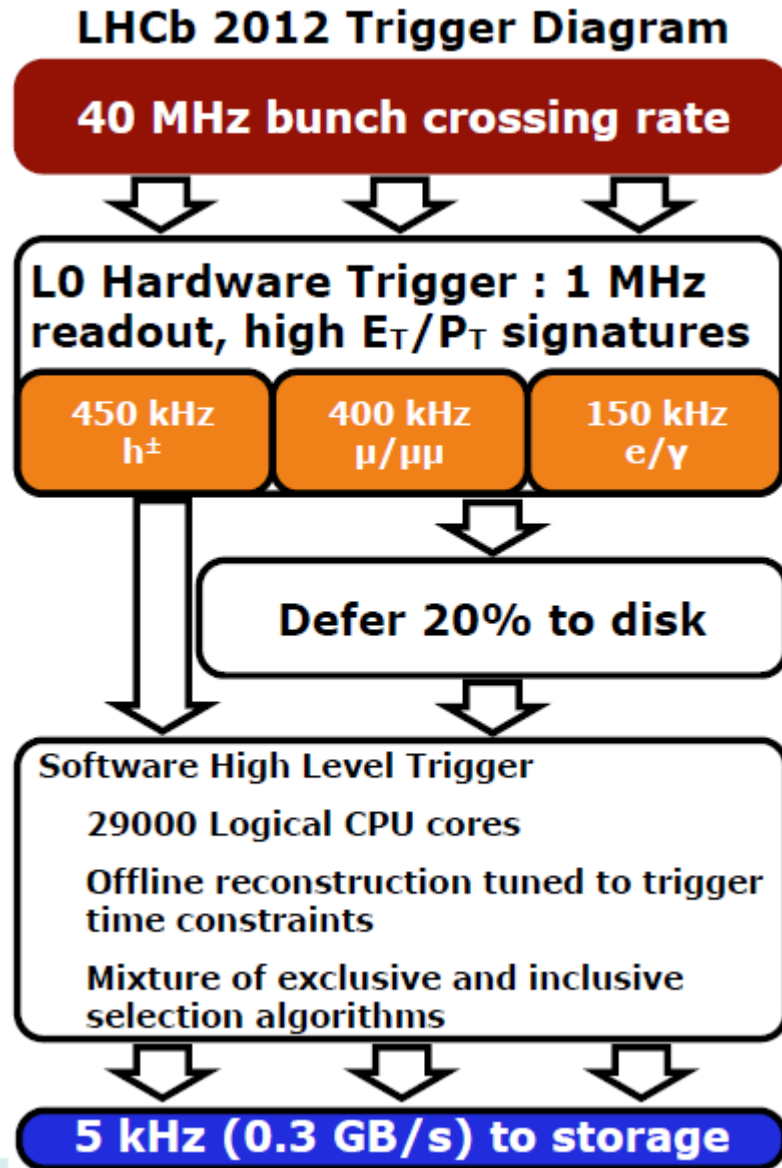 LHCb 2012 Trigger Diagram
40 MHz bunch crossing rate
L0 Hardware Trigger : 1 MHz
readout, high Eᴛ/Pᴛ signatures
450 kHz
h±
400 kHz
μ/μμ
150 kHz
e/γ
Defer 20% to disk
Software High Level Trigger
29000 Logical CPU cores
Offline reconstruction tuned to trigger
time constraints
Mixture of exclusive and inclusive
selection algorithms
5 kHz (0.3 GB/s) to storage